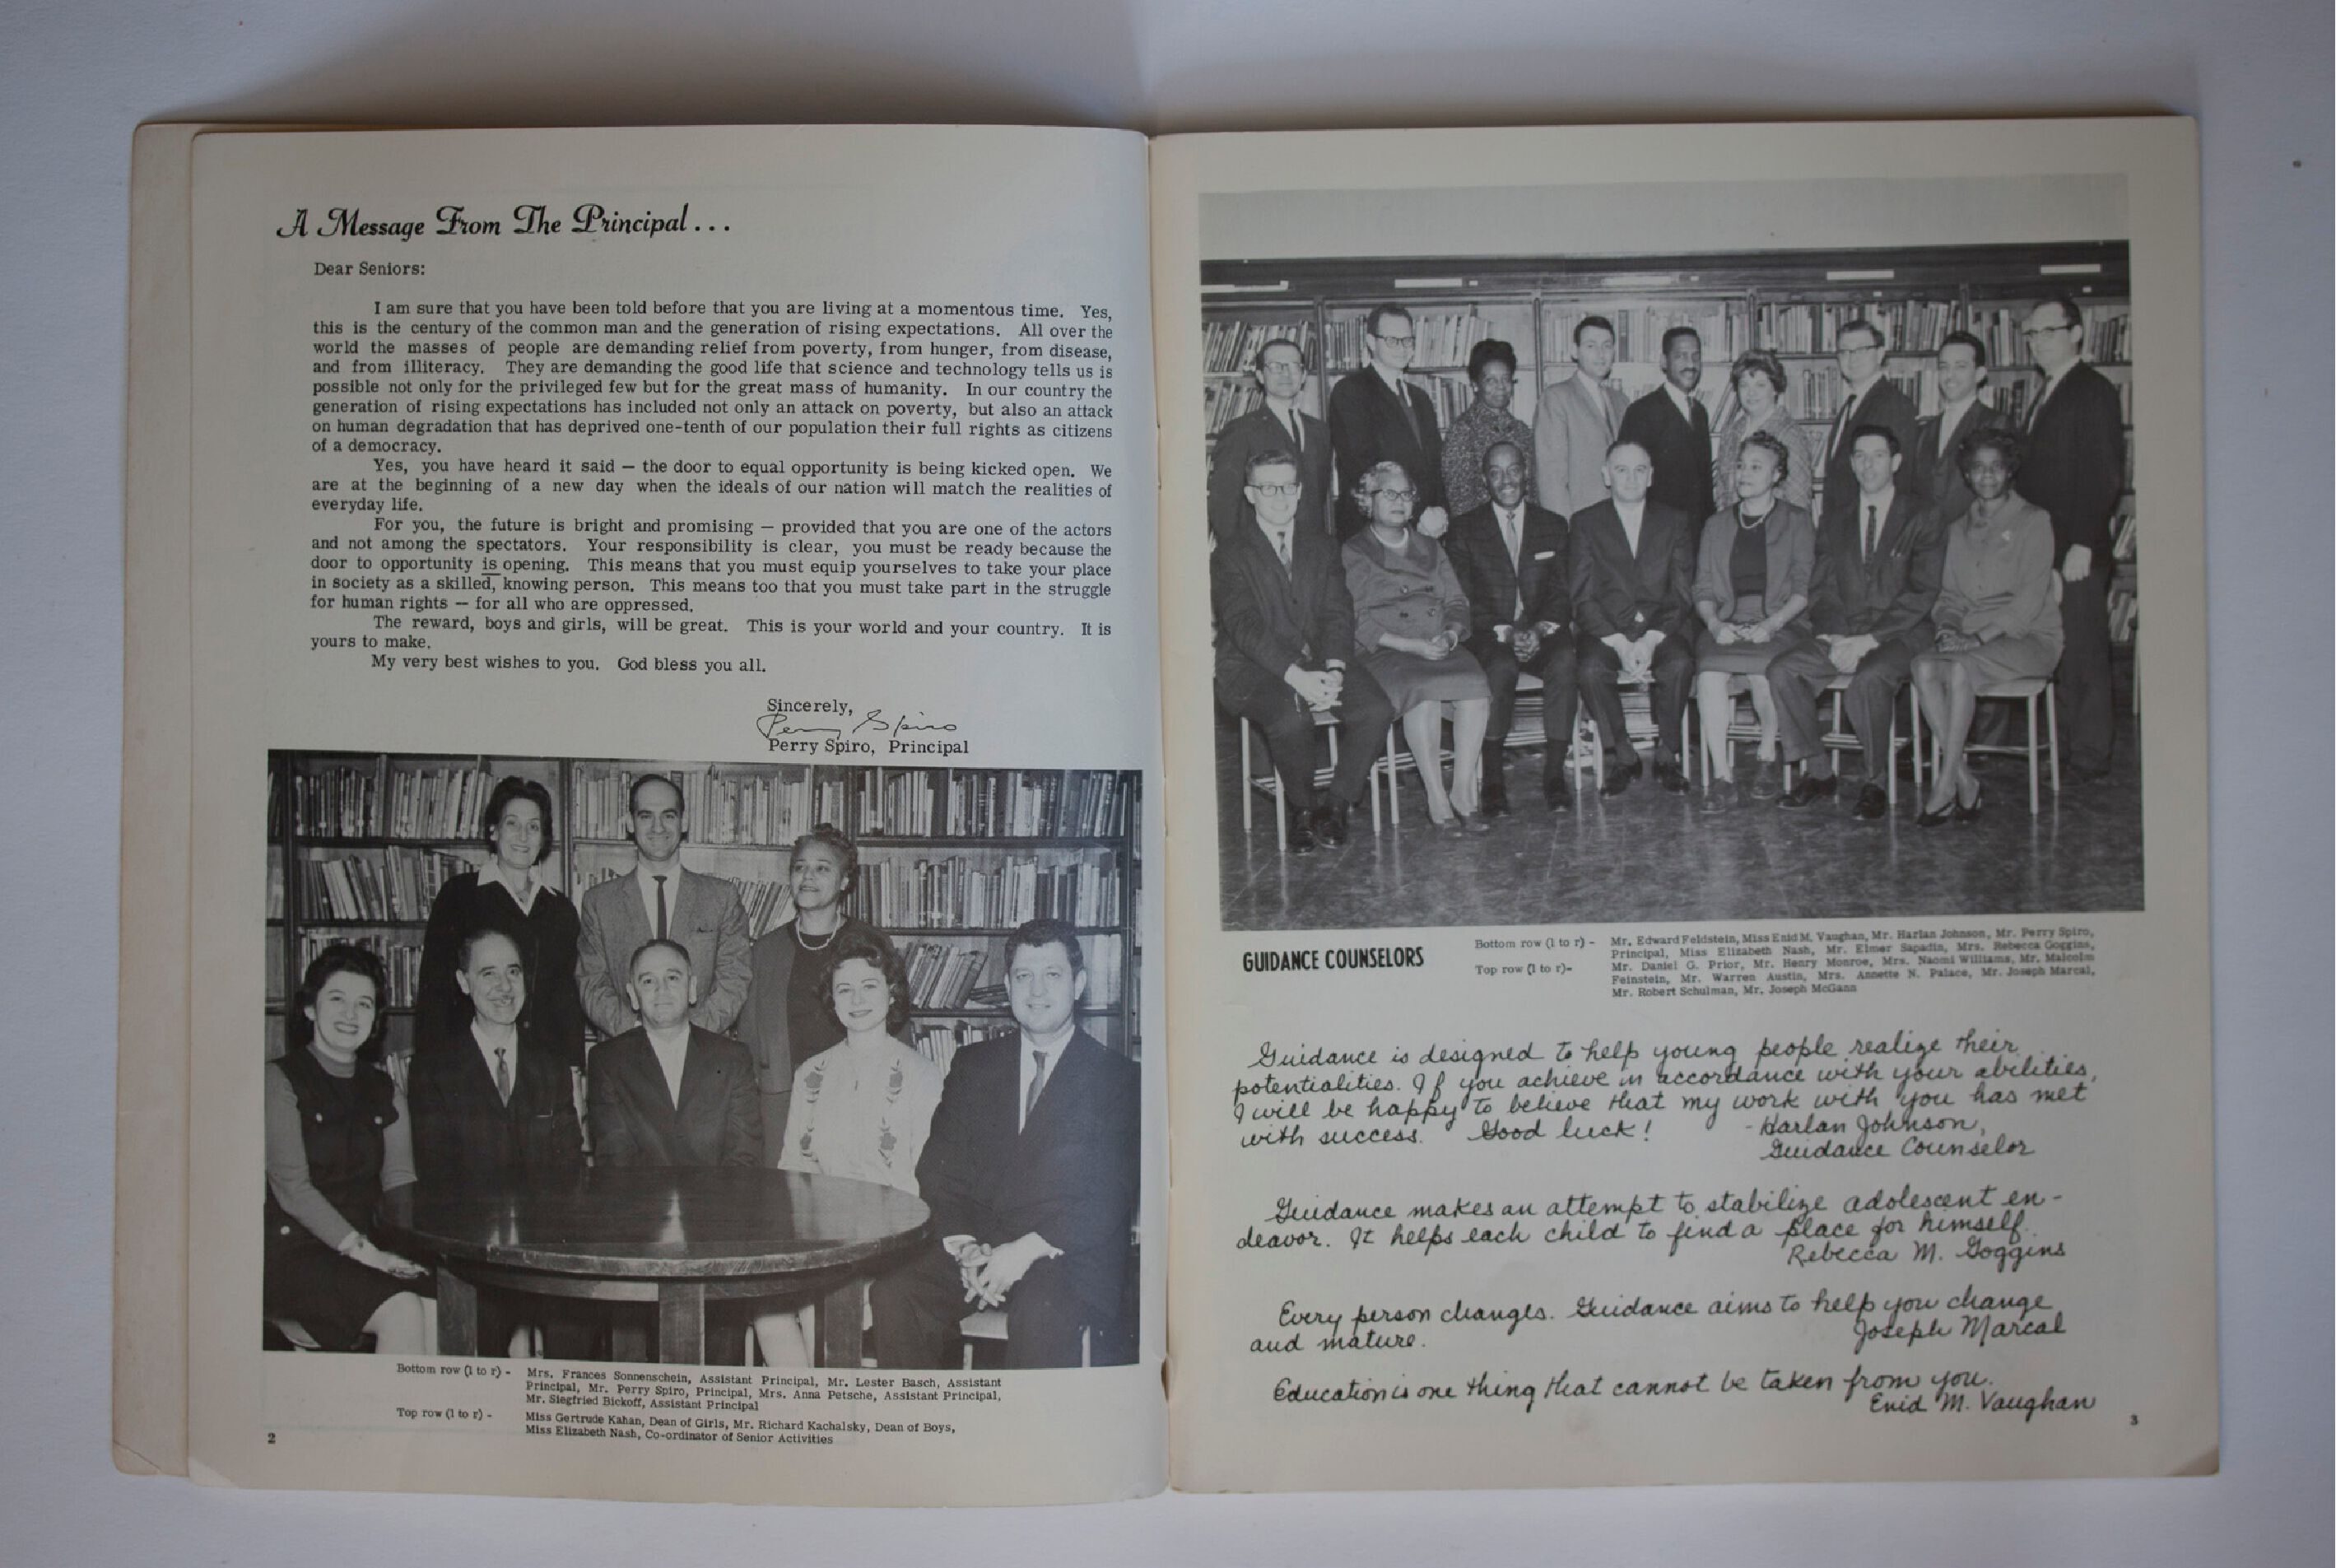 A Message From The Principal...
Dear Seniors:
I am sure that you have been told before that you are living at a momentous time. Yes,
this is the century of the common man and the generation of rising expectations. All over the
world the masses of people are demanding relief from poverty, from hunger, from disease,
and from illiteracy. They are demanding the good life that science and technology tells us is
possible not only for the privileged few but for the great mass of humanity. In our country the
generation of rising expectations has included not only an attack on poverty, but also an attack
on human degradation that has deprived one-tenth of our population their full rights as citizens
of a democracy.
Yes, you have heard it said — the door to equal opportunity is being kicked open. We
are at the beginning of a new day when the ideals of our nation will match the realities of
everyday life.
For you, the future is bright and promising — provided that you are one of the actors
and not among the spectators. Your responsibility is clear, you must be ready because the
door to opportunity is opening. This means that you must equip yourselves to take your place
in society as a skilled, knowing person. This means too that you must take part in the struggle
for human rights — for all who are oppressed.
The reward, boys and girls, will be great. This is your world and your country. It is
yours to make.
My very best wishes to you. God bless you all.
Sincerely,
Perry Spiro
Perry Spiro, Principal
Bottom row (l to r) - Mrs. Frances Sonnenschein, Assistant Principal, Mr. Lester Basch, Assistant
Principal, Mr. Perry Spiro, Principal, Mrs. Anna Petsche, Assistant Principal,
Mr. Siegfried Bickoff, Assistant Principal
Top row (l to r) - Miss Gertrude Kahan, Dean of Girls, Mr. Richard Kachalsky, Dean of Boys,
Miss Elizabeth Nash, Co-ordinator of Senior Activities
2
GUIDANCE COUNSELORS
Bottom row (l to r) - Mr. Edward Feldstein, Miss Enid M. Vaughan, Mr. Harlan Johnson, Mr. Perry Spiro,
Principal, Miss Elizabeth Nash, Mr. Elmer Sapadin, Mrs. Rebecca Goggins,
Top row (l to r)- Mr. Daniel G. Prior, Mr. Henry Monroe, Mrs. Naomi Williams, Mr. Malcolm
Feinstein, Mr. Warren Austin, Mrs. Annette N. Palace, Mr. Joseph Marcal,
Mr. Robert Schulman, Mr. Joseph McGann
Guidance is designed to help young people realize their
potentialities. If you achieve in accordance with your abilities,
I will be happy to believe that my work with you has met
with success. Good luck! - Harlan Johnson,
Guidance Counselor
Guidance makes an attempt to stabilize adolescent en-
deavor. It helps each child to find a place for himself.
Rebecca M. Goggins
Every person changes. Guidance aims to help you change
and mature. Joseph Marcal
Education is one thing that cannot be taken from you.
Enid M. Vaughan
3